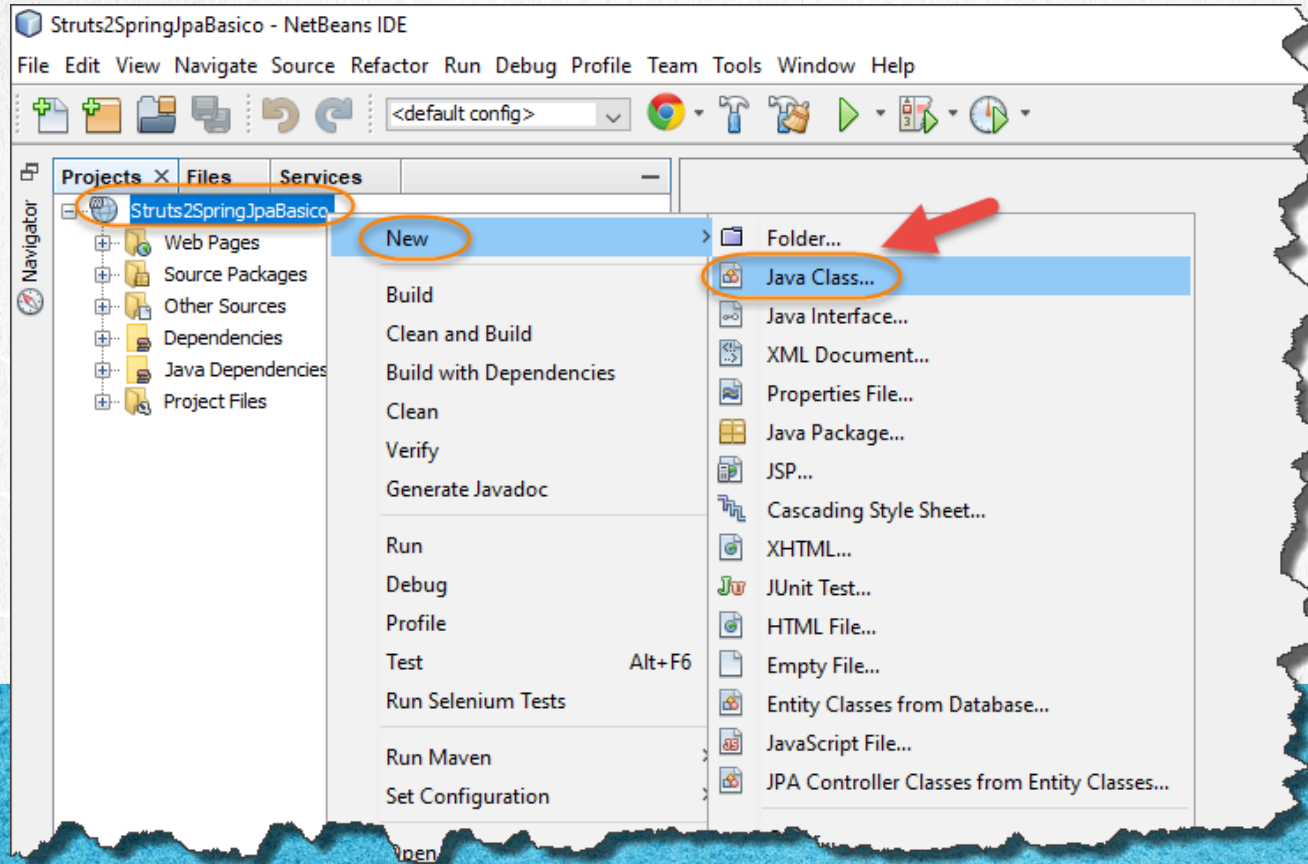 Struts2SpringJpaBasico - NetBeans IDE
File Edit View Navigate Source Refactor Run Debug Profile Team Tools Window Help
<default config>
Projects Files Services
Navigator
Struts2SpringJpaBasico
Web Pages
Source Packages
Other Sources
Dependencies
Java Dependencies
Project Files
New
Build
Clean and Build
Build with Dependencies
Clean
Verify
Generate Javadoc
Run
Debug
Profile
Test Alt+F6
Run Selenium Tests
Run Maven
Set Configuration
Open
Folder...
Java Class...
Java Interface...
XML Document...
Properties File...
Java Package...
JSP...
Cascading Style Sheet...
XHTML...
JUnit Test...
HTML File...
Empty File...
Entity Classes from Database...
JavaScript File...
JPA Controller Classes from Entity Classes...